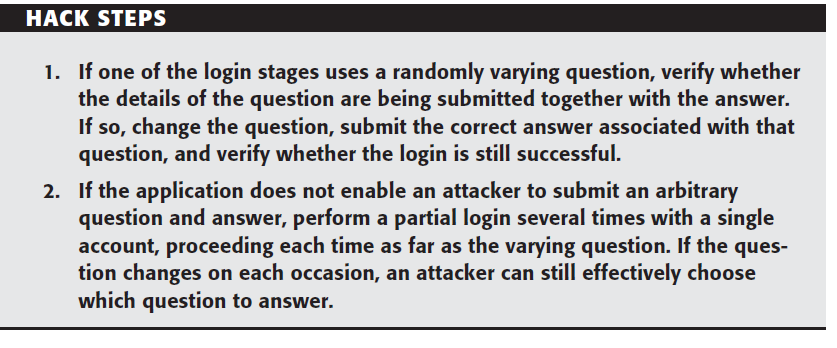 HACK STEPS
1. If one of the login stages uses a randomly varying question, verify whether
the details of the question are being submitted together with the answer.
If so, change the question, submit the correct answer associated with that
question, and verify whether the login is still successful.
2. If the application does not enable an attacker to submit an arbitrary
question and answer, perform a partial login several times with a single
account, proceeding each time as far as the varying question. If the ques-
tion changes on each occasion, an attacker can still effectively choose
which question to answer.